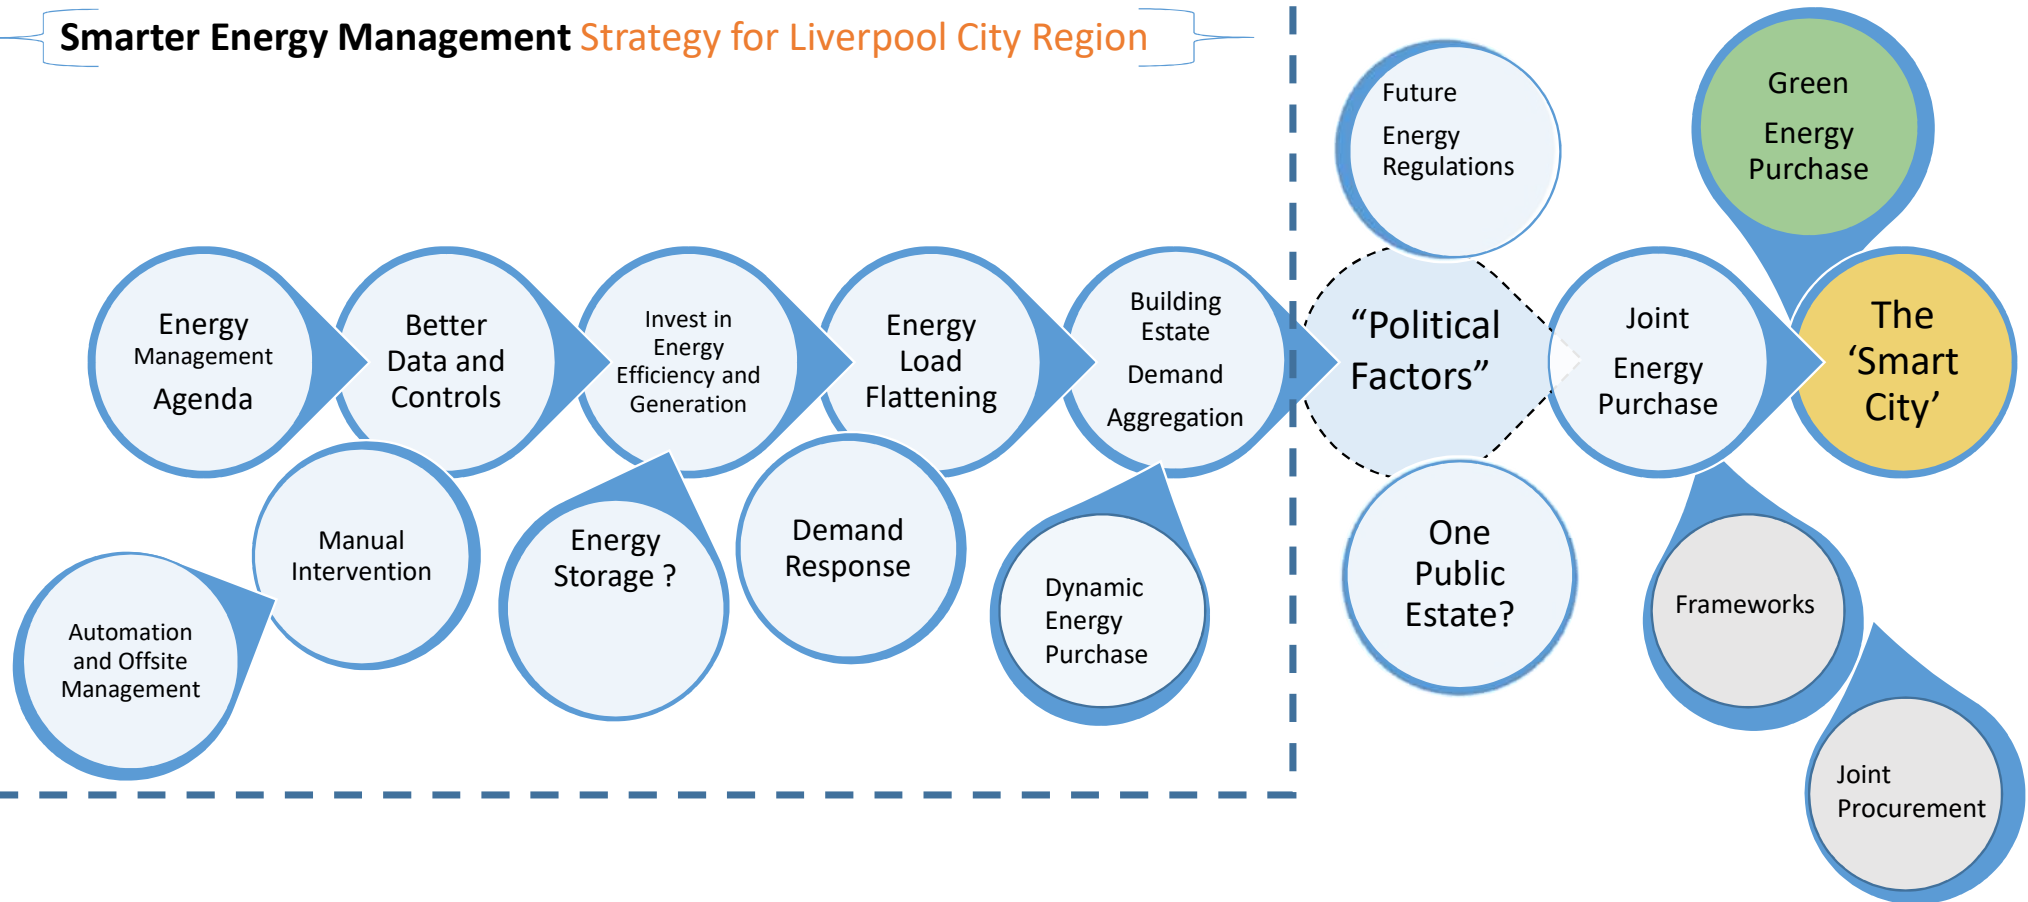 Smarter Energy Management Strategy for Liverpool City Region
Future
Energy
Regulations
Green
Energy
Purchase
Energy
Management
Agenda
Better
Data and
Controls
Invest in
Energy
Efficiency and
Generation
Energy
Load
Flattening
Building
Estate
Demand
Aggregation
“Political
Factors”
Joint
Energy
Purchase
The
‘Smart
City’
Automation
and Offsite
Management
Manual
Intervention
Energy
Storage ?
Demand
Response
Dynamic
Energy
Purchase
One
Public
Estate?
Frameworks
Joint
Procurement